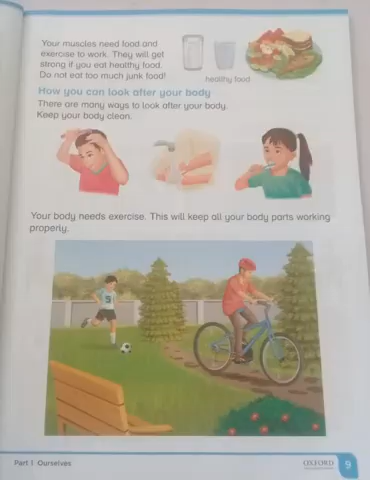 Your muscles need food and
exercise to work. They will get
strong if you eat healthy food.
Do not eat too much junk food!
healthy food
How you can look after your body
There are many ways to look after your body.
Keep your body clean.
Your body needs exercise. This will keep all your body parts working
properly.
5
Part 1 Ourselves
OXFORD
9